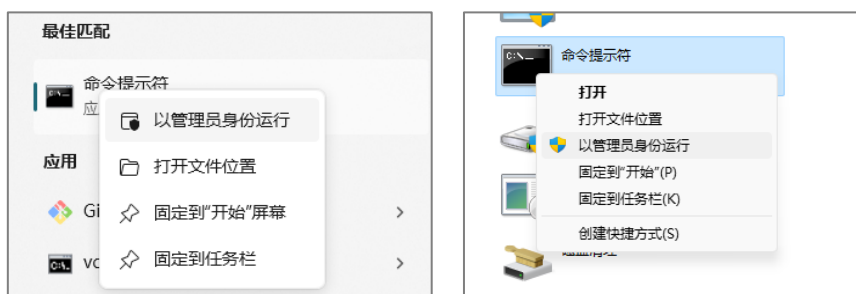 最佳匹配
命令提示符
应
以管理员身份运行
打开文件位置
应用
Gi
固定到"开始"屏幕
vc
固定到任务栏
命令提示符
打开
打开文件位置
以管理员身份运行
固定到"开始"(P)
固定到任务栏(K)
创建快捷方式(S)